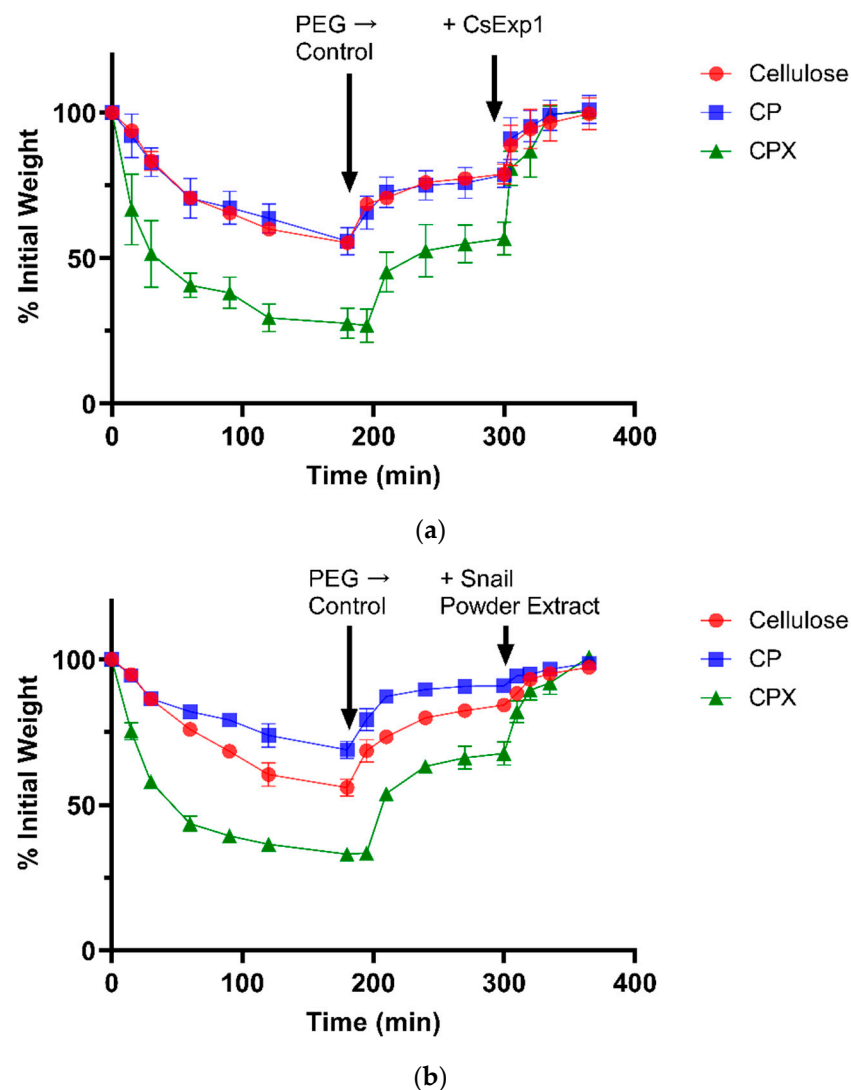 PEG →
Control
+ CsExp1
Cellulose
CP
CPX
% Initial Weight
100
50
0
0
100
200
300
400
Time (min)
(a)
PEG →
Control
+ Snail
Powder Extract
Cellulose
CP
CPX
% Initial Weight
100
50
0
0
100
200
300
400
Time (min)
(b)